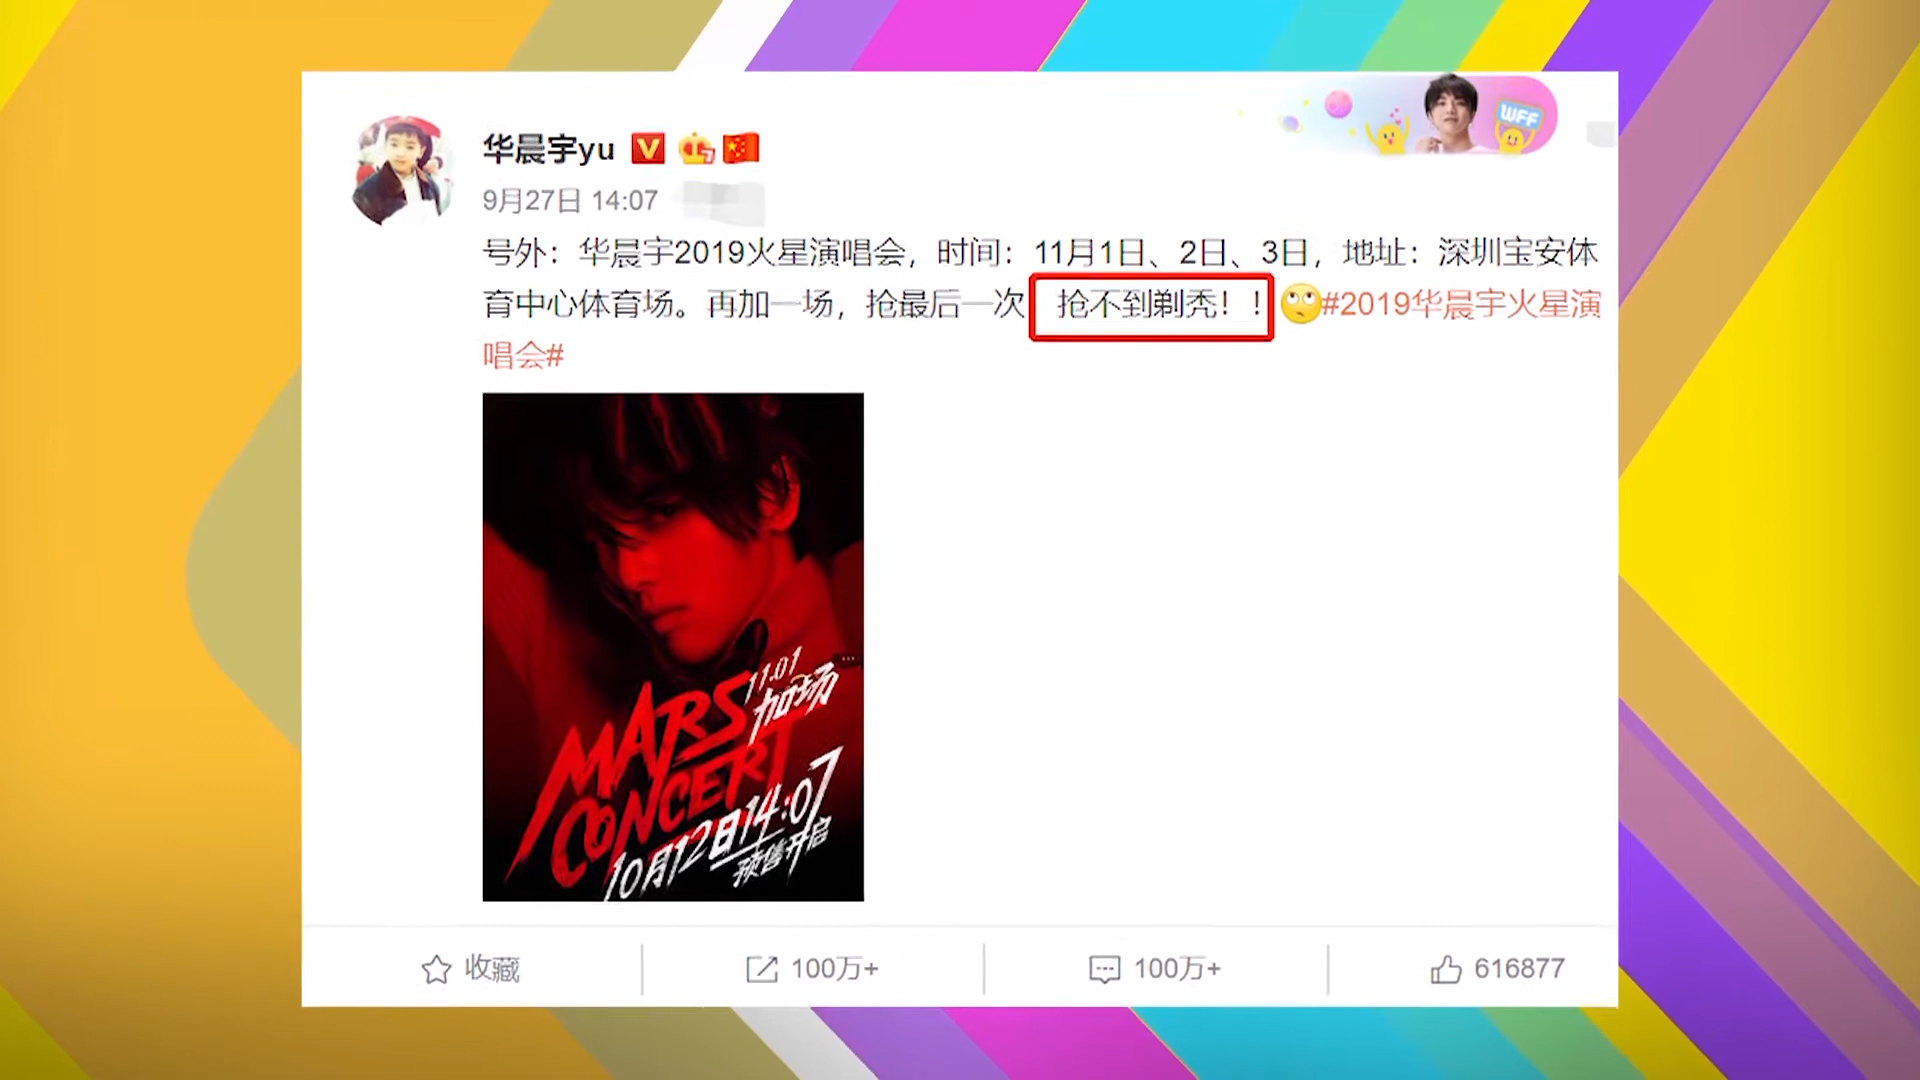 华晨宇yu
WFF
9月27日 14:07
号外：华晨宇2019火星演唱会，时间：11月1日、2日、3日，地址：深圳宝安体
育中心体育场。再加一场，抢最后一次 抢不到剃秃！！#2019华晨宇火星演
唱会#
11.01
加场
MARS
CONCERT
10月12日14:07
预售开启
收藏
100万+
100万+
616877